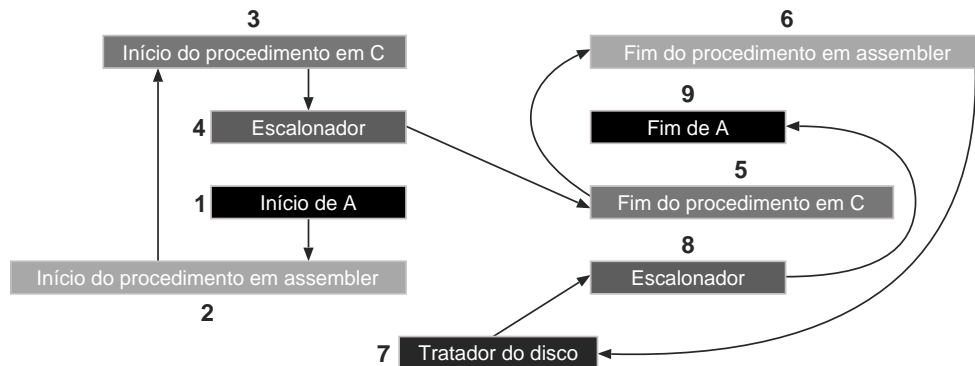 3
Início do procedimento em C
4 Escalonador
1 Início de A
Início do procedimento em assembler
2
6
Fim do procedimento em assembler
9
Fim de A
5
Fim do procedimento em C
8
Escalonador
7 Tratador do disco